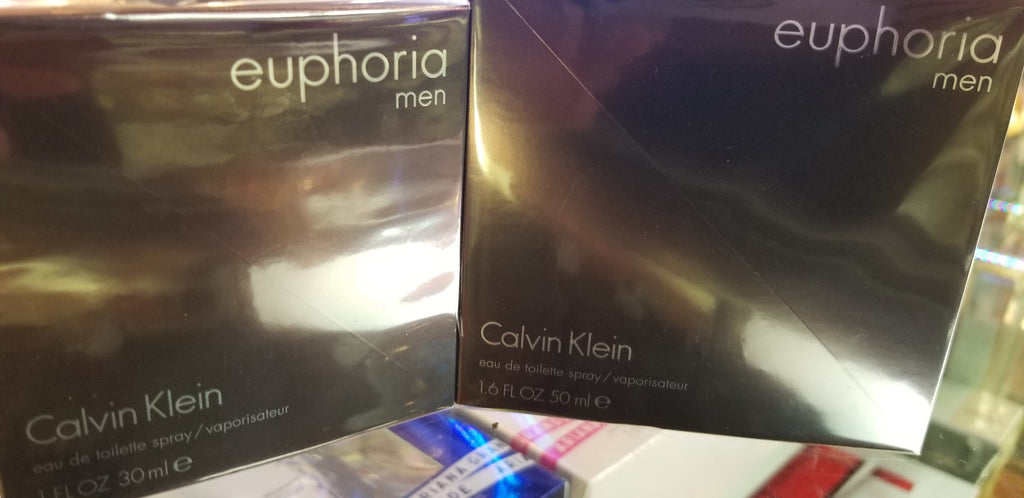 euphoria
men
Calvin Klein
eau de toilette spray/vaporisateur
1 FL OZ 30 ml e
euphoria
men
Calvin Klein
eau de toilette spray/vaporisateur
1.6 FL OZ 50 ml e